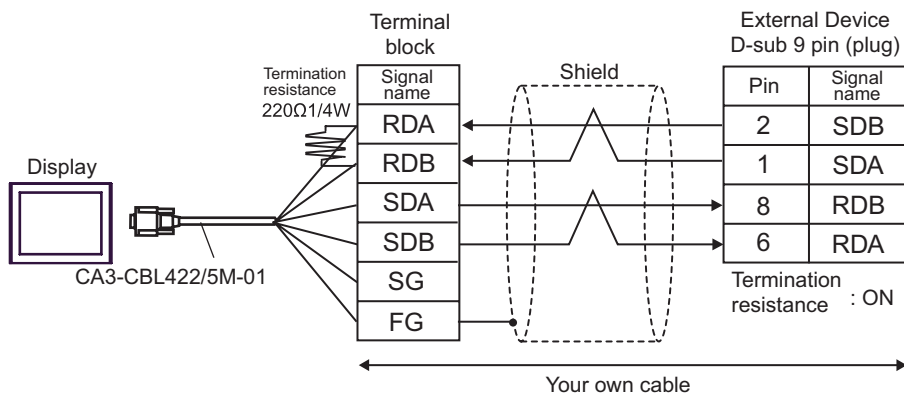 Terminal
block
External Device
D-sub 9 pin (plug)
Termination
resistance
220Ω1/4W
Signal
name
Shield
Pin
Signal
name
RDA
2
SDB
RDB
1
SDA
Display
SDA
8
RDB
SDB
6
RDA
CA3-CBL422/5M-01
SG
Termination
resistance : ON
FG
Your own cable